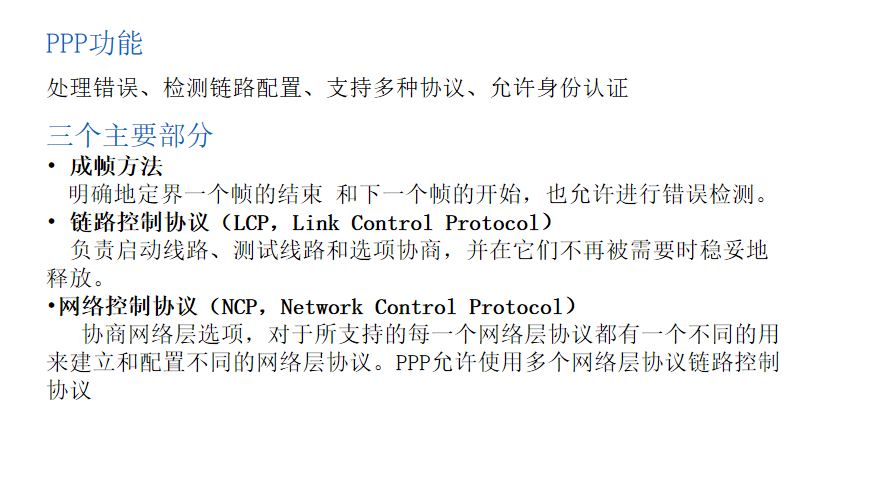 PPP功能
处理错误、检测链路配置、支持多种协议、允许身份认证
三个主要部分
• 成帧方法
明确地定界一个帧的结束 和下一个帧的开始，也允许进行错误检测。
• 链路控制协议（LCP，Link Control Protocol）
负责启动线路、测试线路和选项协商，并在它们不再被需要时稳妥地
释放。
•网络控制协议（NCP，Network Control Protocol）
协商网络层选项，对于所支持的每一个网络层协议都有一个不同的用
来建立和配置不同的网络层协议。PPP允许使用多个网络层协议链路控制
协议